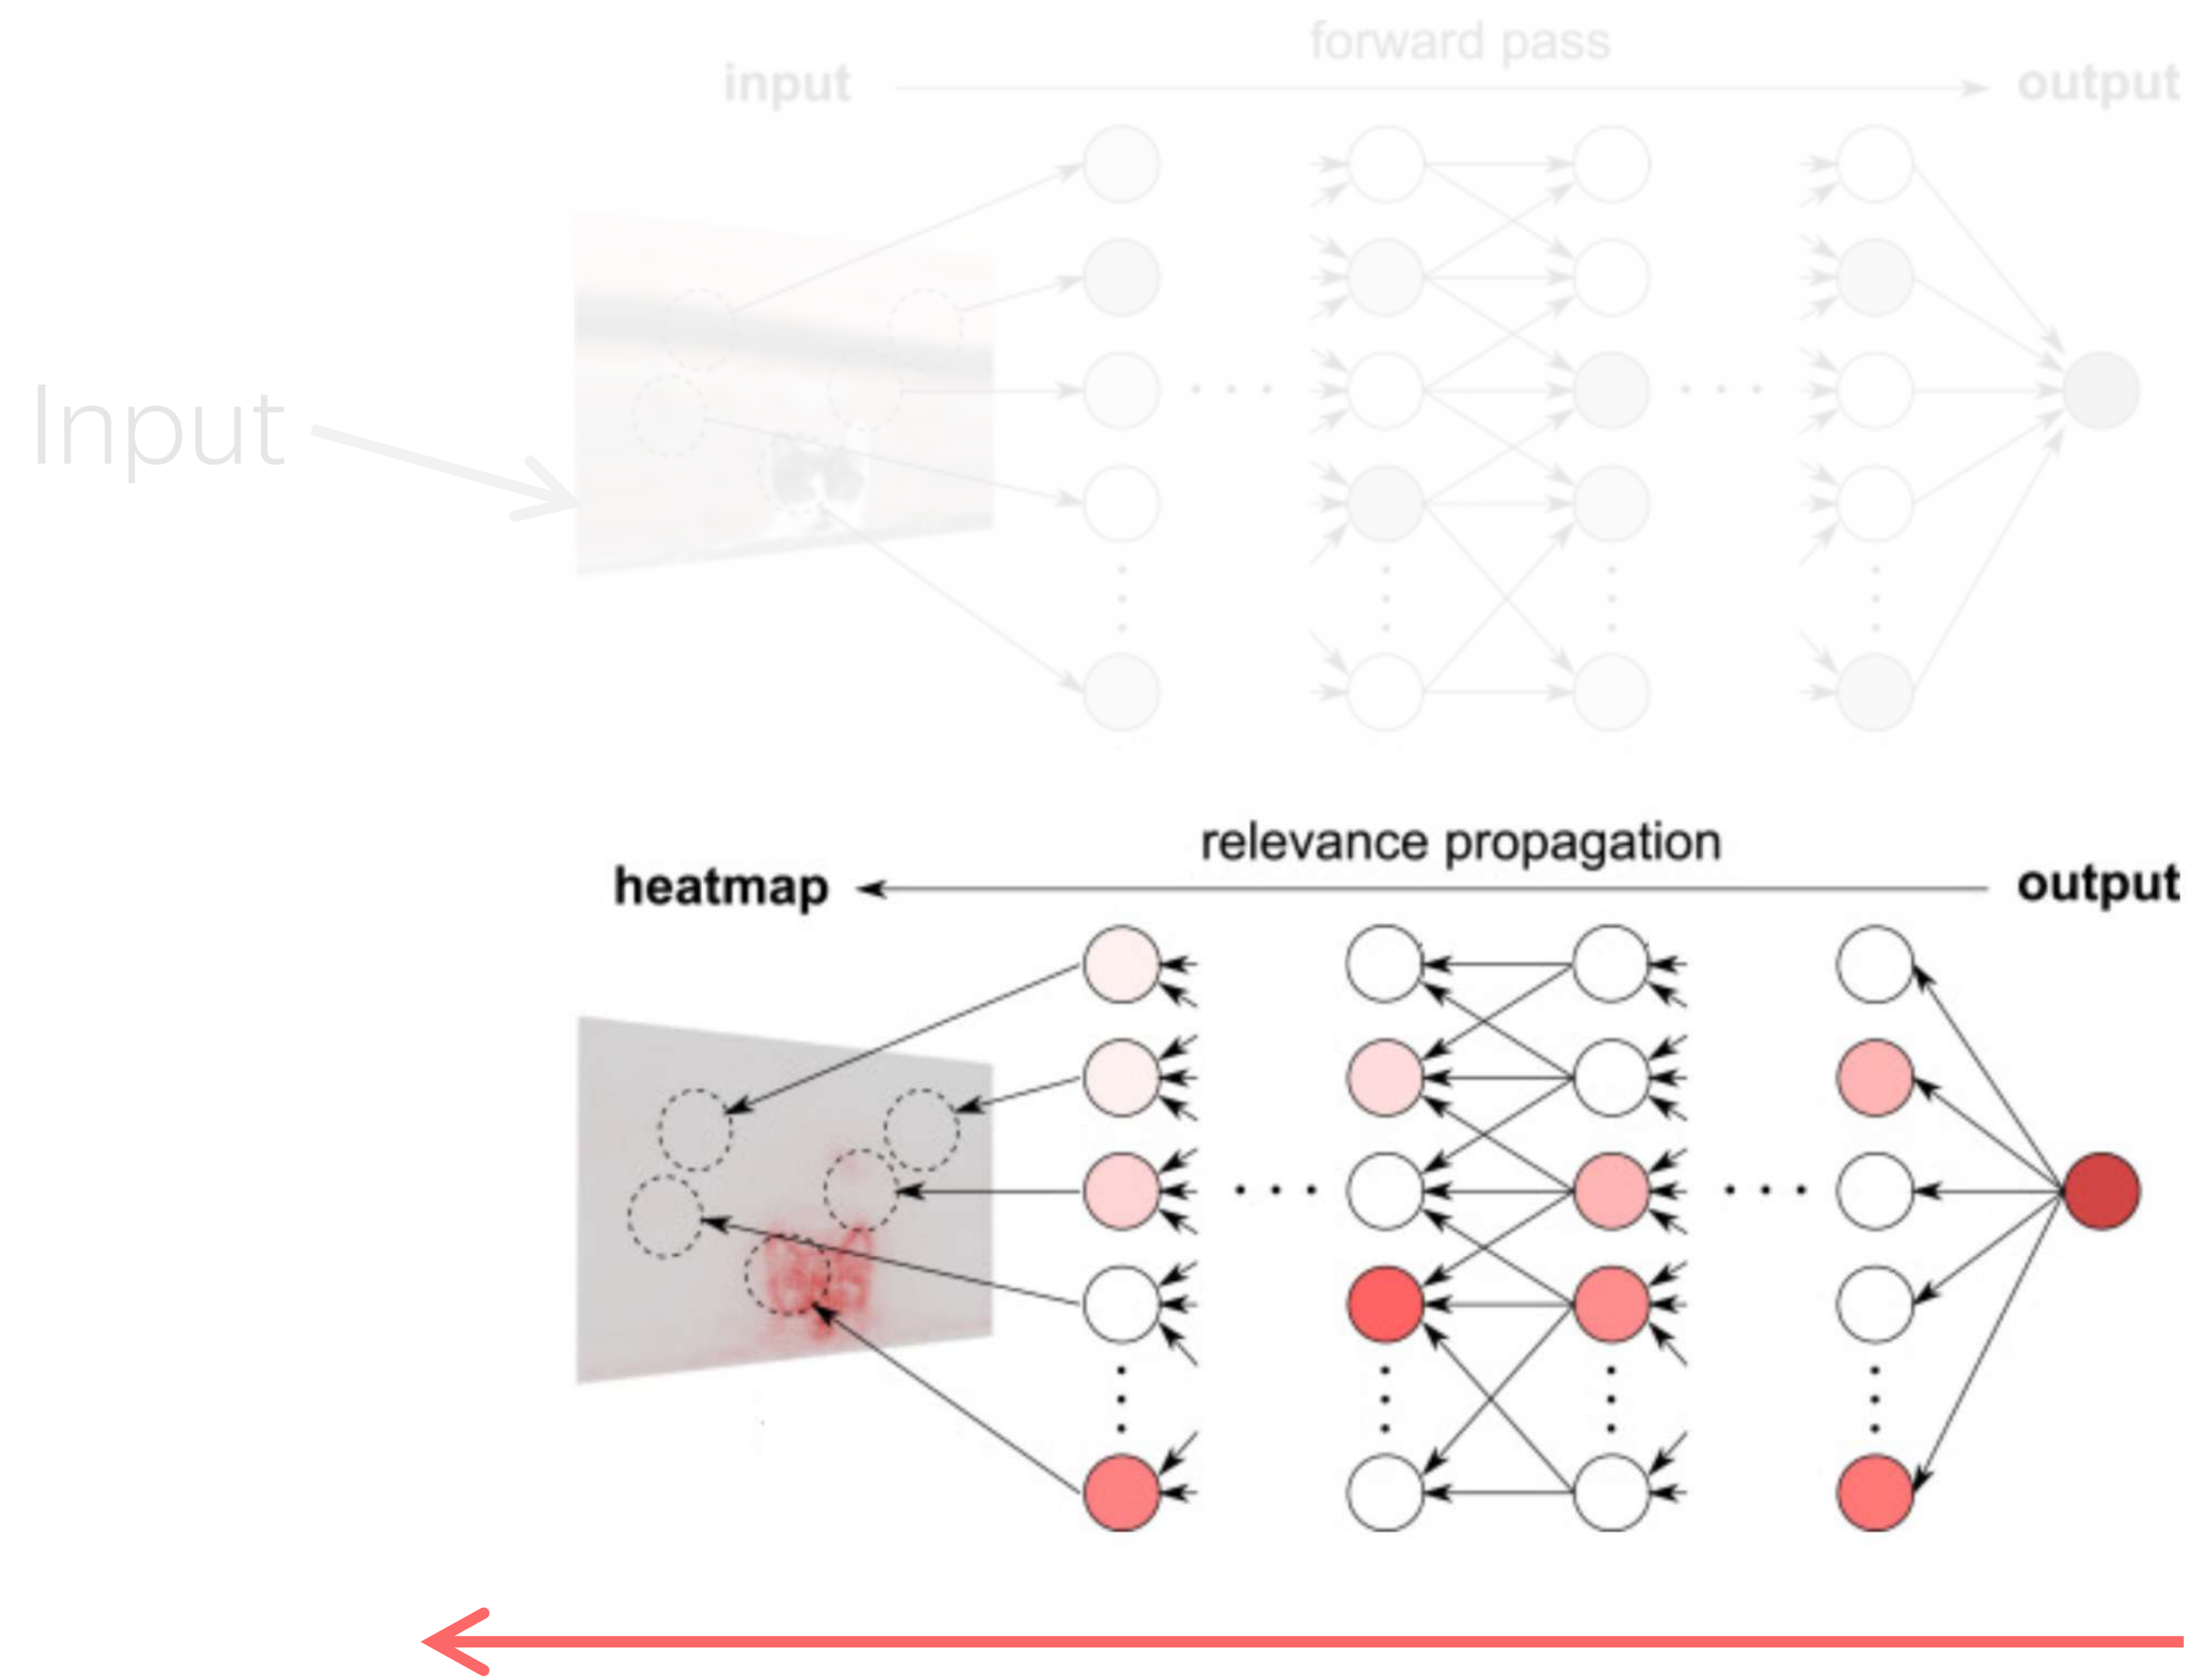 forward pass
input
output
Input
relevance propagation
heatmap
output